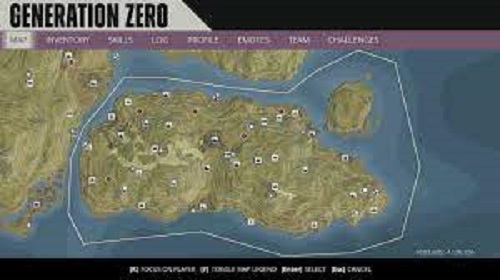 GENERATION ZERO
MAP INVENTORY SKILLS LOG PROFILE EMOTES TEAM CHALLENGES
FOCUS ON PLAYER TOGGLE MAP LEGEND [Enter] SELECT [Esc] CANCEL